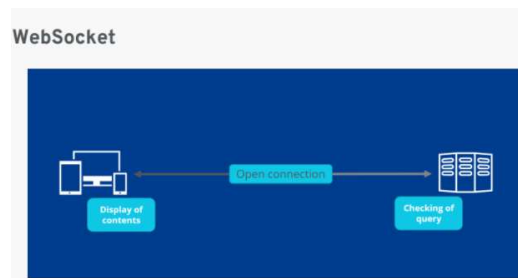 WebSocket
Open connection
Display of
contents
Checking of
query